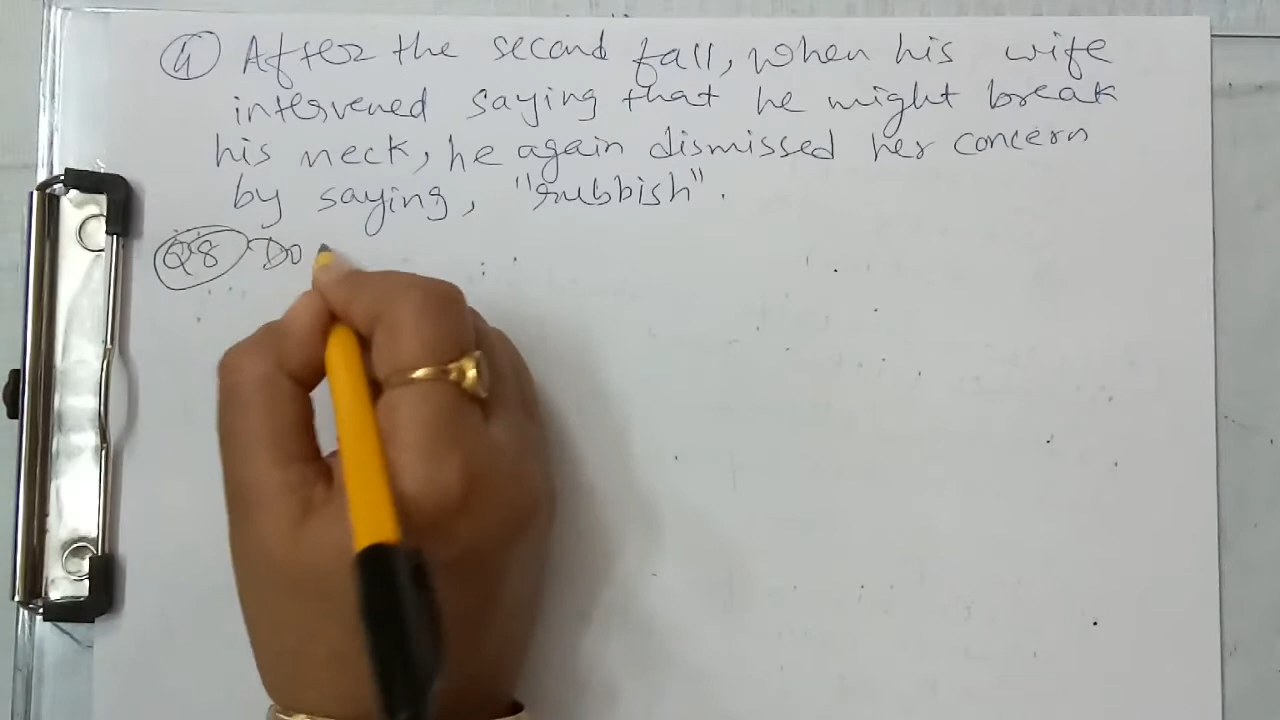 4 After the second fall, when his wife
intervened saying that he might break
his neck, he again dismissed her concern
by saying, "rubbish".
Q8 Do